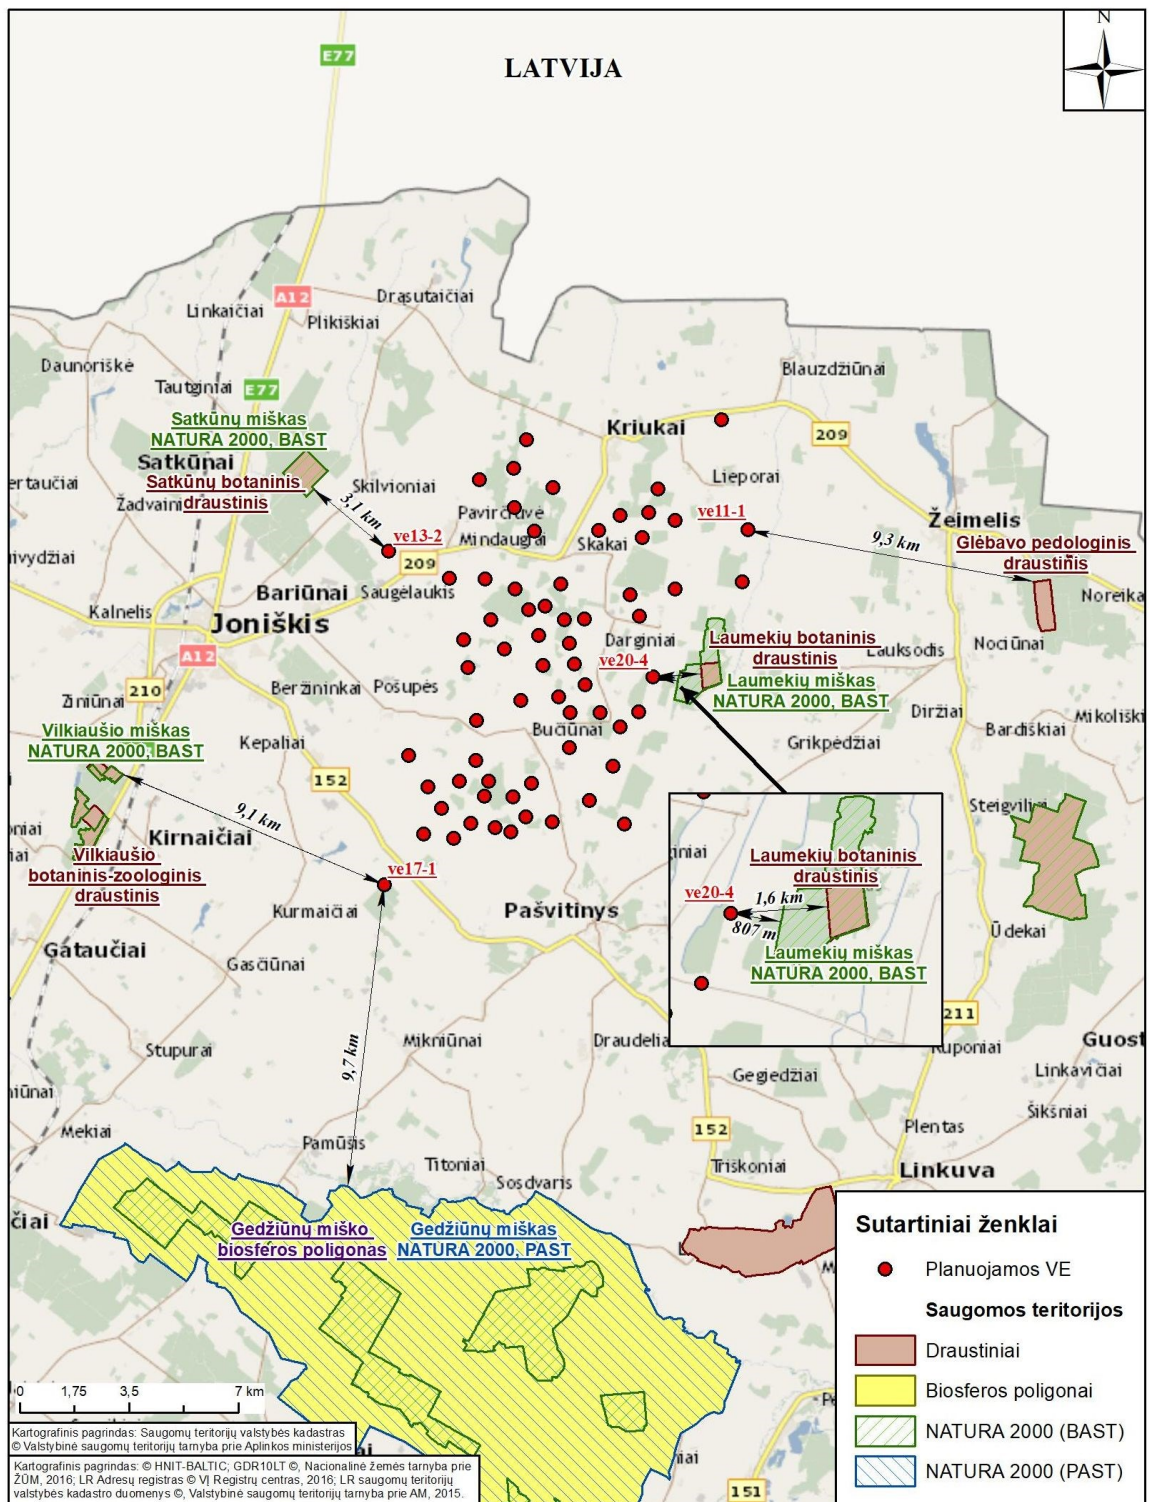 N
E77
LATVIJA
A12
Drąsutaičiai
Linkaičiai
Plikiškiai
Daunoriškė
Blauzdžiūnai
Tautginiai
E77
Satkūnų miškas
NATURA 2000, BAST
Kriukai
209
Satkūnai
Satkūnų botaninis
draustinis
Skilvioniai
Lieporai
3,1 km
Žadvain
ve13-2
Mindaugiai
Skakai
ve11-1
9,3 km
Žeimelis
Glėbavo pedologinis
draustinis
209
Bariūnai
Saugėlaukis
Noreika
Kalnelis
Joniškis
A12
Darginiai
Laumekių botaninis
draustinis
Lauksodis
Nociūnai
ve20-4
Laumekių miškas
NATURA 2000, BAST
210
Žiniūnai
Beržininkai
Pošupės
Diržiai
Mikoliški
Vilkiaušio miškas
NATURA 2000, BAST
Kepaliai
Bučiūnai
Grikpėdžiai
Bardiškiai
152
9,1 km
Steigviliai
Kirnaičiai
Vilkiaušio
botaninis-zoologinis
draustinis
ve17-1
Laumekių botaninis
draustinis
ve20-4
1,6 km
807 m
Laumekių miškas
NATURA 2000, BAST
Kurmaičiai
Pašvitinys
Gataučiai
Gasčiūnai
Ūdekai
211
Stupurai
9,7 km
Mikniūnai
Draudelia
Ruponiai
Guost
Linkavičiai
Gegiedžiai
Šikšniai
Mekiai
Pamūšis
152
Plentas
Titoniai
Triškoniai
Linkuva
Sosdvaris
čiai
Gedžiūnų miško
biosferos poligonas
Gedžiūnų miškas
NATURA 2000, PAST
Sutartiniai ženklai
Planuojamos VE
Saugomos teritorijos
Draustiniai
Biosferos poligonai
NATURA 2000 (BAST)
NATURA 2000 (PAST)
0 1,75 3,5 7 km
151
Kartografinis pagrindas: Saugomų teritorijų valstybės kadastras
© Valstybinė saugomų teritorijų tarnyba prie Aplinkos ministerijos
Kartografinis pagrindas: © HNIT-BALTIC; GDR10LT ©, Nacionalinė žemės tarnyba prie
ŽŪM, 2016; LR Adresų registras © VĮ Registrų centras, 2016; LR saugomų teritorijų
valstybės kadastro duomenys ©, Valstybinė saugomų teritorijų tarnyba prie AM, 2015.